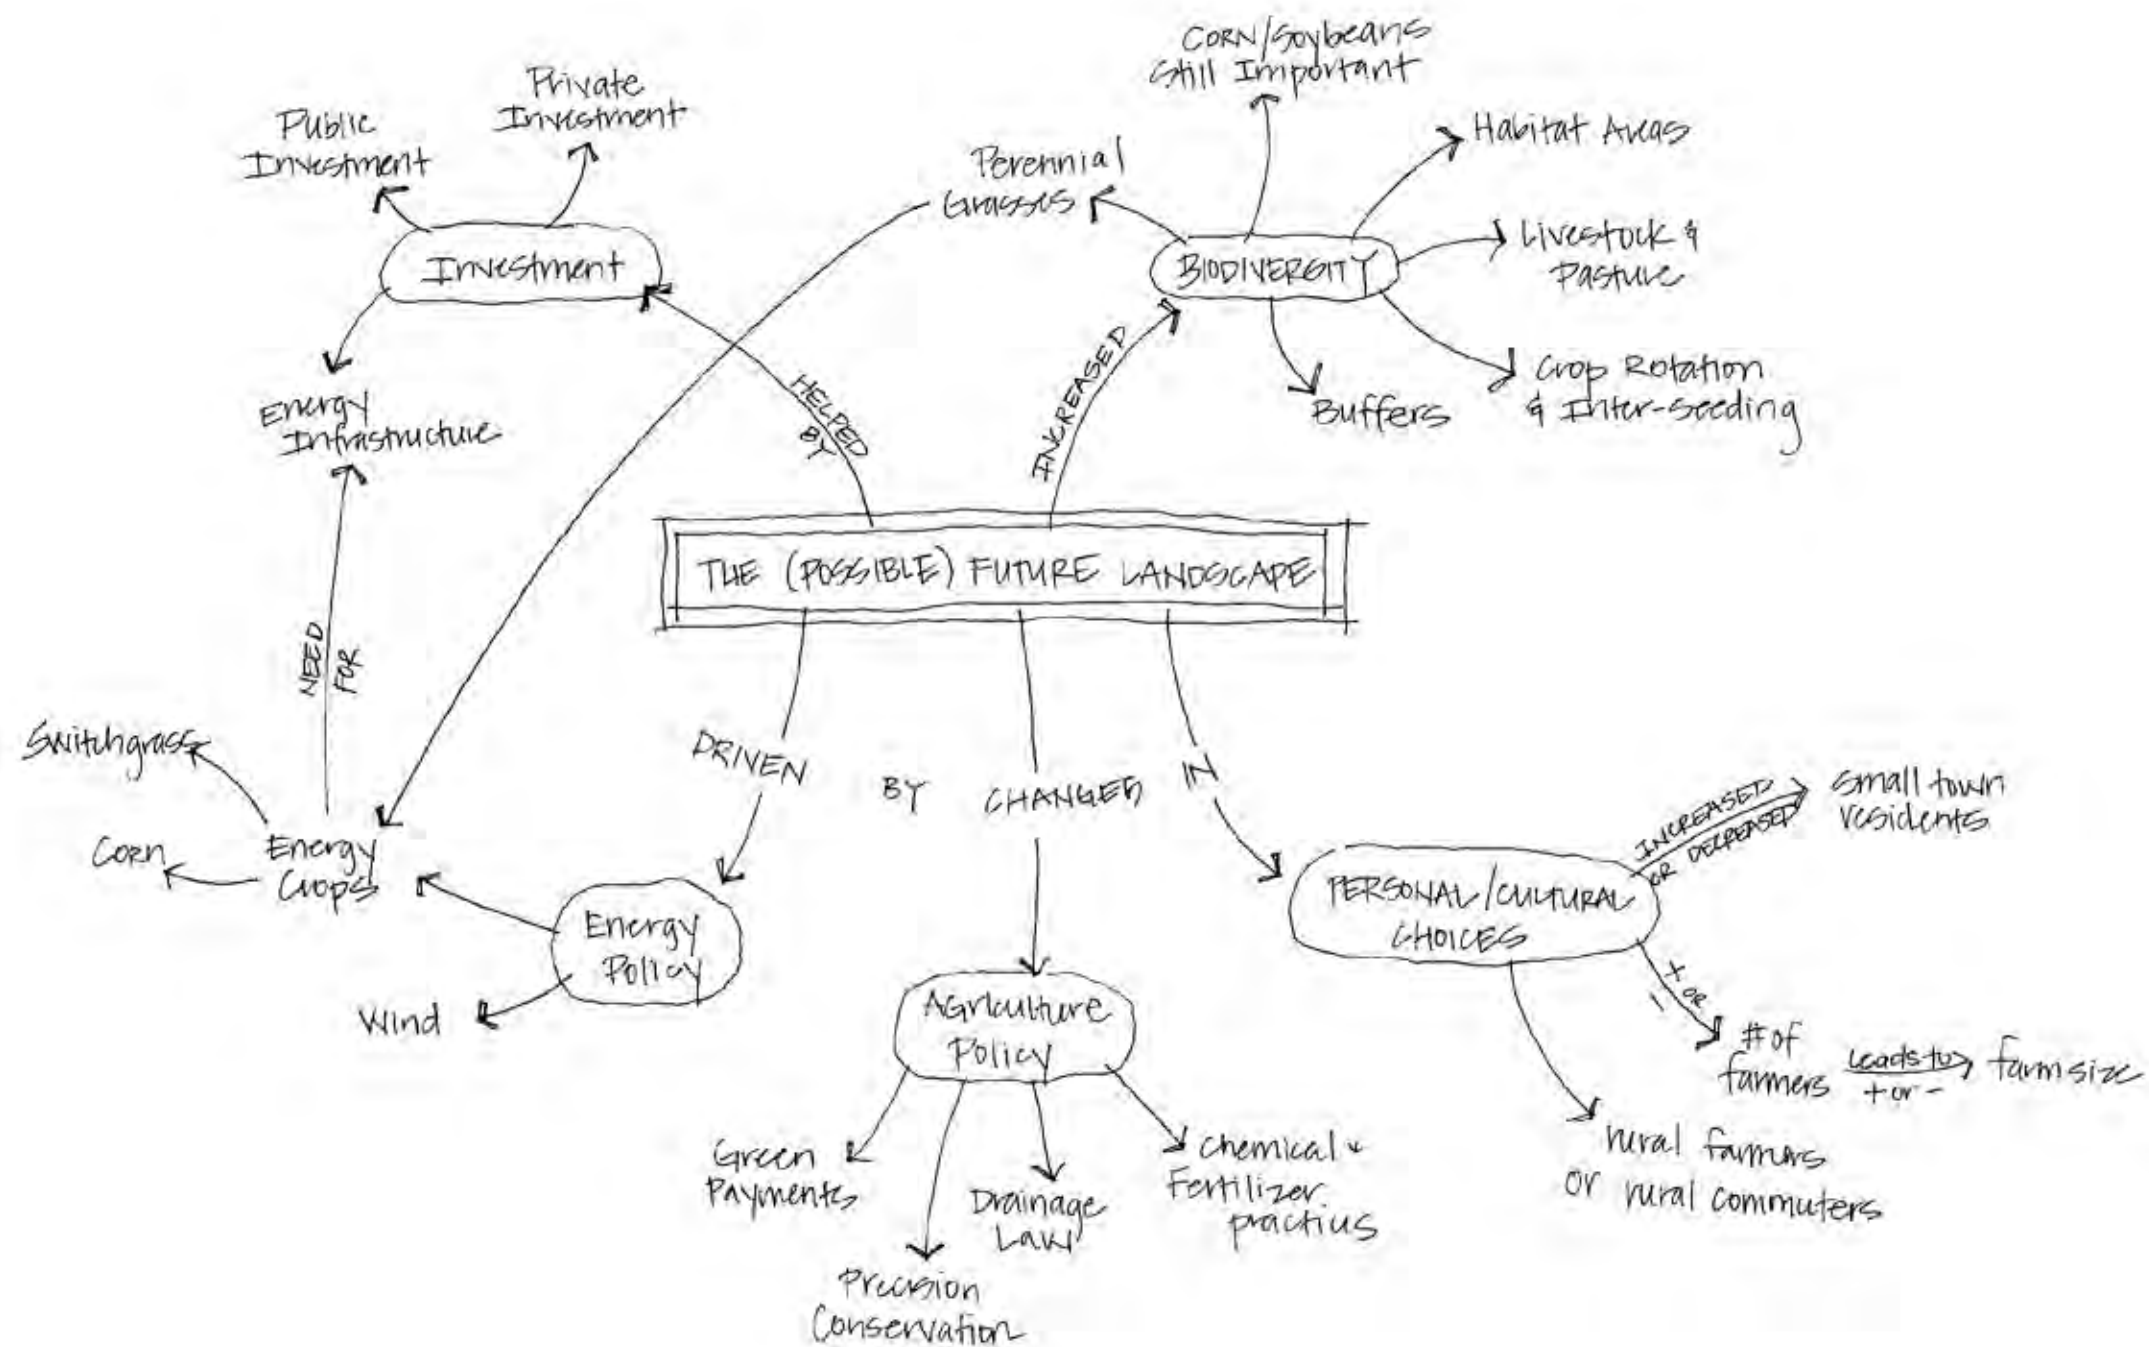 CORN/Soybeans
Still Important
Private
Investment
Public
Investment
Habitat Areas
Perennial
Grasses
Livestock &
Pasture
Investment
BIODIVERSITY
Crop Rotation
& Inter-seeding
Buffers
Energy
Infrastructure
HELPED
BY
INCREASED
THE (POSSIBLE) FUTURE LANDSCAPE
NEED
FOR
Switchgrass
DRIVEN
BY
CHANGES
IN
Corn
Energy
Crops
INCREASED
OR DECREASED
small town
residents
PERSONAL/CULTURAL
CHOICES
Energy
Policy
Wind
Agriculture
Policy
+ OR
-
# of
farmers
leads to
+ or -
farm size
rural farmers
or rural commuters
Green
Payments
Drainage
Law
Chemical &
Fertilizer
practices
Precision
Conservation